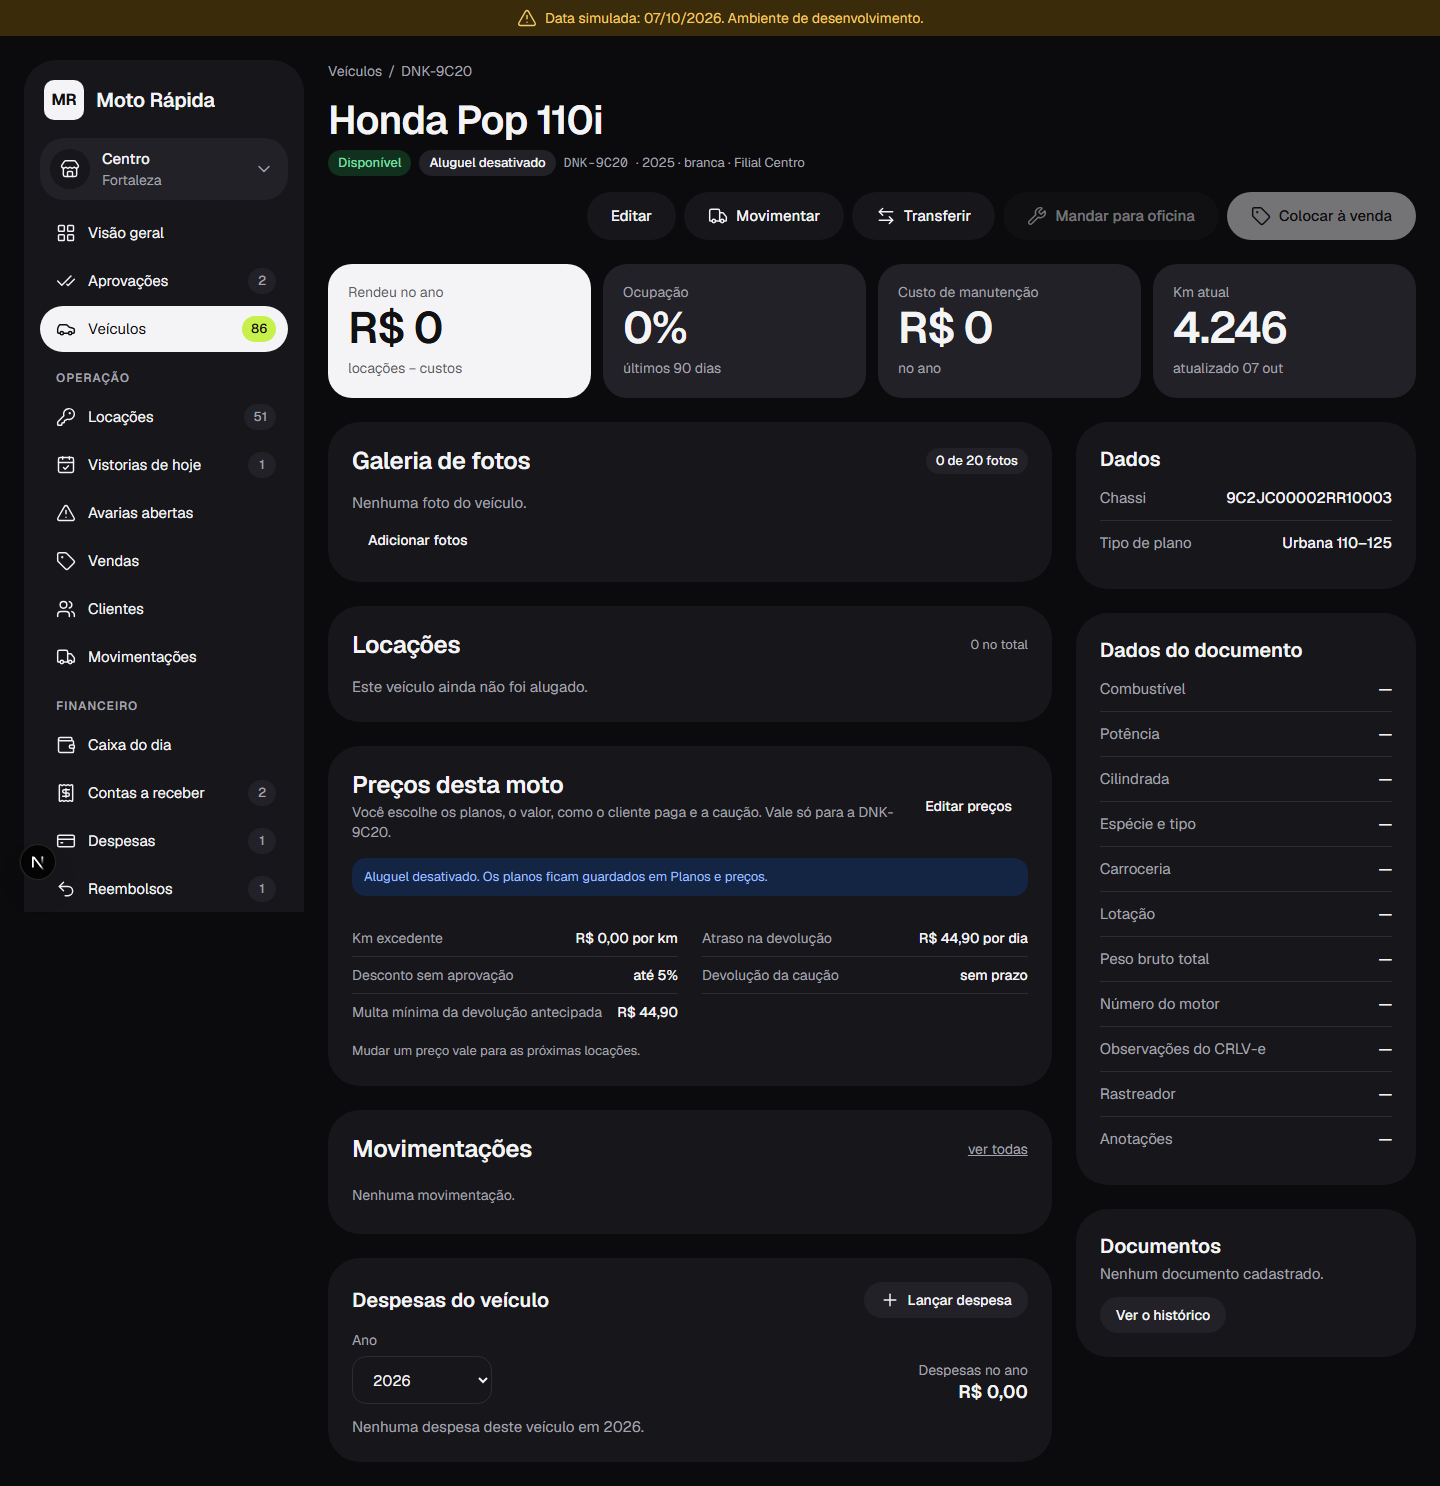 Data simulada: 07/10/2026. Ambiente de desenvolvimento.
MR Moto Rápida
Centro
Fortaleza
Visão geral
Aprovações 2
Veículos 86
OPERAÇÃO
Locações 51
Vistorias de hoje 1
Avarias abertas
Vendas
Clientes
Movimentações
FINANCEIRO
Caixa do dia
Contas a receber 2
Despesas 1
Reembolsos 1
N
Veículos / DNK-9C20
Honda Pop 110i
Disponível Aluguel desativado DNK-9C20 · 2025 · branca · Filial Centro
Editar Movimentar Transferir Mandar para oficina Colocar à venda
Rendeu no ano
R$ 0
locações − custos
Ocupação
0%
últimos 90 dias
Custo de manutenção
R$ 0
no ano
Km atual
4.246
atualizado 07 out
Galeria de fotos 0 de 20 fotos
Nenhuma foto do veículo.
Adicionar fotos
Locações 0 no total
Este veículo ainda não foi alugado.
Preços desta moto
Você escolhe os planos, o valor, como o cliente paga e a caução. Vale só para a DNK-
9C20.
Editar preços
Aluguel desativado. Os planos ficam guardados em Planos e preços.
Km excedente R$ 0,00 por km
Atraso na devolução R$ 44,90 por dia
Desconto sem aprovação até 5%
Devolução da caução sem prazo
Multa mínima da devolução antecipada R$ 44,90
Mudar um preço vale para as próximas locações.
Movimentações ver todas
Nenhuma movimentação.
Despesas do veículo Lançar despesa
Ano
2026
Despesas no ano
R$ 0,00
Nenhuma despesa deste veículo em 2026.
Dados
Chassi 9C2JC00002RR10003
Tipo de plano Urbana 110–125
Dados do documento
Combustível —
Potência —
Cilindrada —
Espécie e tipo —
Carroceria —
Lotação —
Peso bruto total —
Número do motor —
Observações do CRLV-e —
Rastreador —
Anotações —
Documentos
Nenhum documento cadastrado.
Ver o histórico